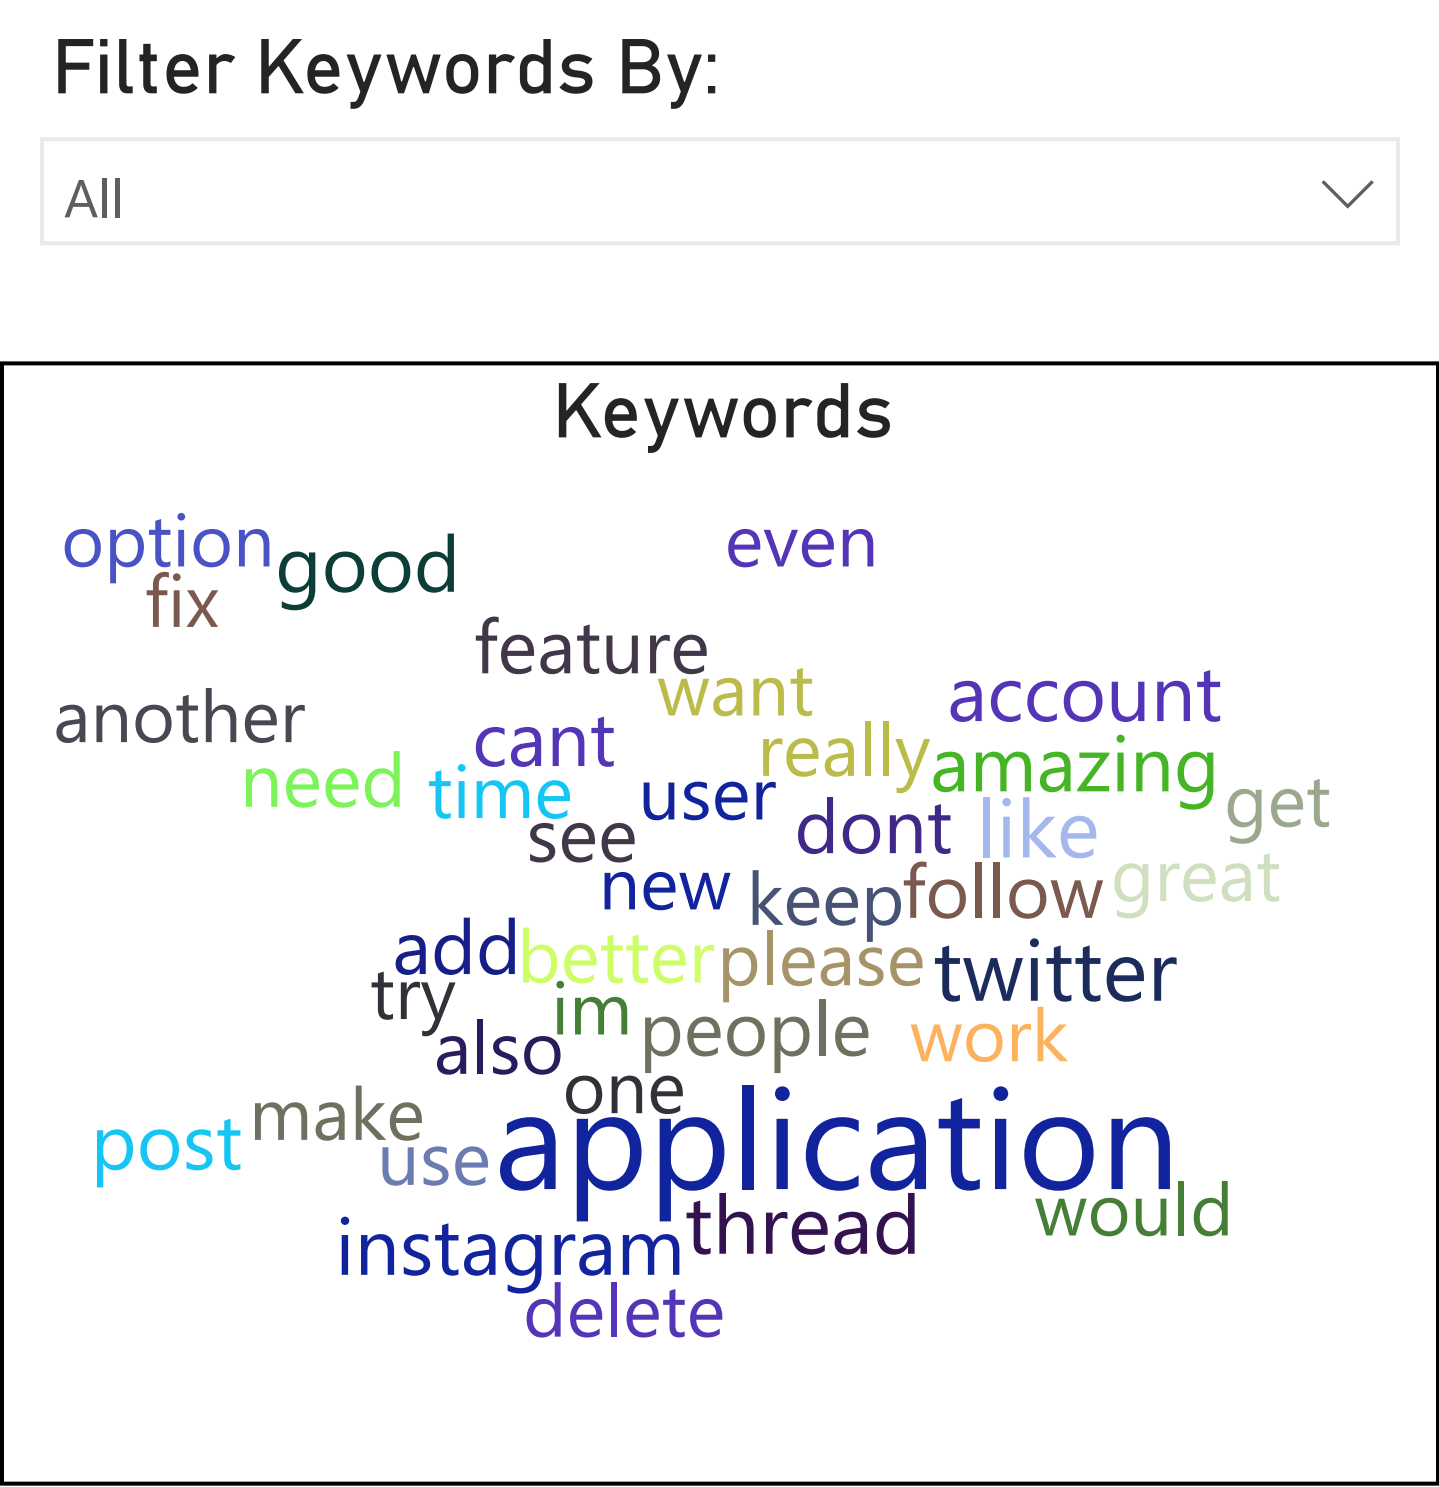 Filter Keywords By:
All
Keywords
option good even
fix
feature
want account
another cant
really amazing
need time user get
see dont like
new keep follow great
add better please twitter
try im people work
also
one
make application
post use
thread would
instagram
delete